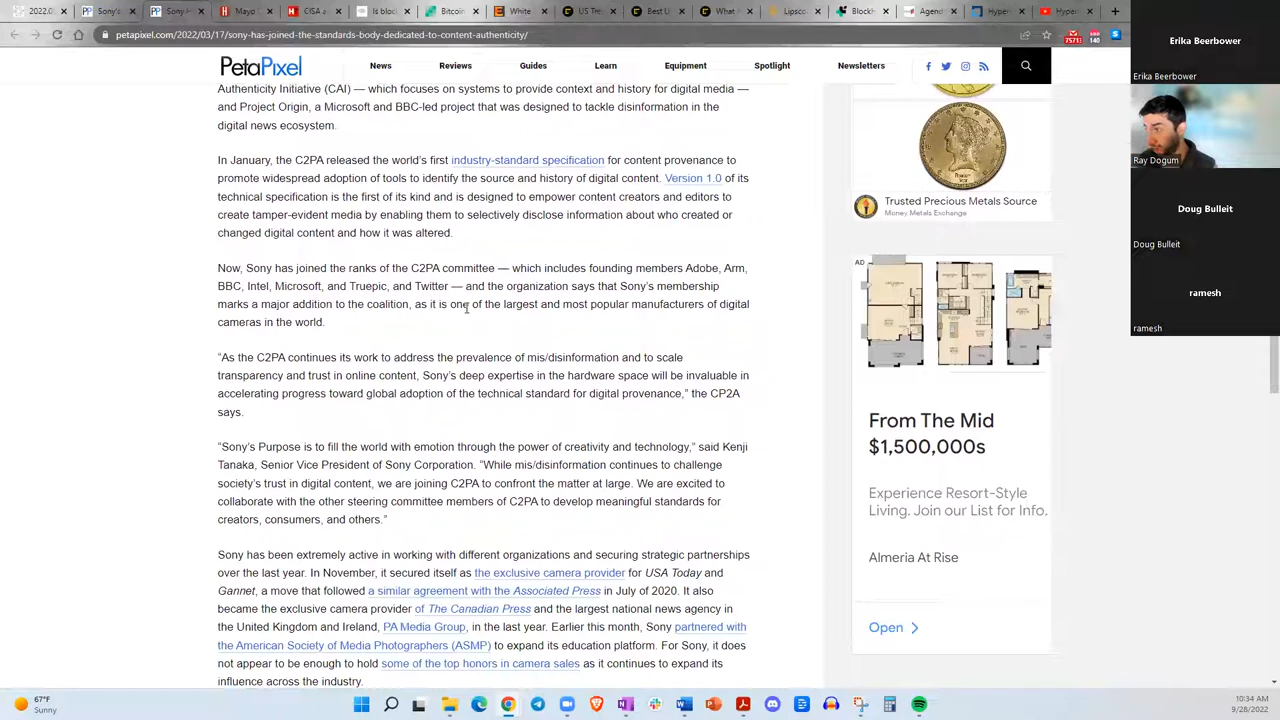 2022.0
Sony's
Sony.H
Mayo
CISA a
Is bloc
Bitcoin
White
US Tre
Best U
What
Lipsco
Blockh
Agend
Hyper
Hyper
petapixel.com/2022/03/17/sony-has-joined-the-standards-body-dedicated-to-content-authenticity/
7571
140
PetaPixel
News
Reviews
Guides
Learn
Equipment
Spotlight
Newsletters
Authenticity Initiative (CAI) — which focuses on systems to provide context and history for digital media —
and Project Origin, a Microsoft and BBC-led project that was designed to tackle disinformation in the
digital news ecosystem.
In January, the C2PA released the world's first industry-standard specification for content provenance to
promote widespread adoption of tools to identify the source and history of digital content. Version 1.0 of its
technical specification is the first of its kind and is designed to empower content creators and editors to
create tamper-evident media by enabling them to selectively disclose information about who created or
changed digital content and how it was altered.
Now, Sony has joined the ranks of the C2PA committee — which includes founding members Adobe, Arm,
BBC, Intel, Microsoft, and Truepic, and Twitter — and the organization says that Sony's membership
marks a major addition to the coalition, as it is one of the largest and most popular manufacturers of digital
cameras in the world.
"As the C2PA continues its work to address the prevalence of mis/disinformation and to scale
transparency and trust in online content, Sony's deep expertise in the hardware space will be invaluable in
accelerating progress toward global adoption of the technical standard for digital provenance," the CP2A
says.
"Sony's Purpose is to fill the world with emotion through the power of creativity and technology," said Kenji
Tanaka, Senior Vice President of Sony Corporation. "While mis/disinformation continues to challenge
society's trust in digital content, we are joining C2PA to confront the matter at large. We are excited to
collaborate with the other steering committee members of C2PA to develop meaningful standards for
creators, consumers, and others."
Sony has been extremely active in working with different organizations and securing strategic partnerships
over the last year. In November, it secured itself as the exclusive camera provider for USA Today and
Gannet, a move that followed a similar agreement with the Associated Press in July of 2020. It also
became the exclusive camera provider of The Canadian Press and the largest national news agency in
the United Kingdom and Ireland, PA Media Group, in the last year. Earlier this month, Sony partnered with
the American Society of Media Photographers (ASMP) to expand its education platform. For Sony, it does
not appear to be enough to hold some of the top honors in camera sales as it continues to expand its
influence across the industry.
Trusted Precious Metals Source
Money Metals Exchange
AD
From The Mid
$1,500,000s
Experience Resort-Style
Living. Join our List for Info.
Almeria At Rise
Open
Erika Beerbower
Erika Beerbower
Ray Dogum
Doug Bulleit
Doug Bulleit
ramesh
ramesh
67°F
Sunny
10:34 AM
9/28/2022